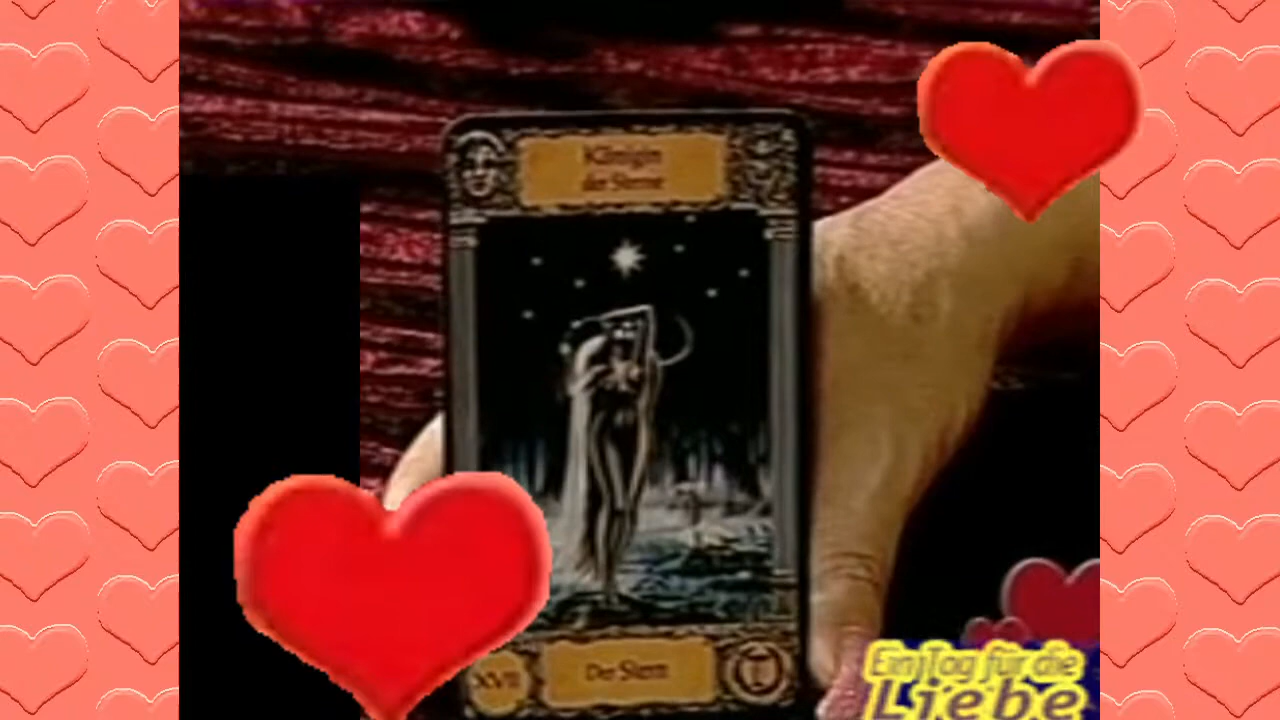 Königin
der Sterne
XVII
Der Stern
Ein Tag für die
Liebe